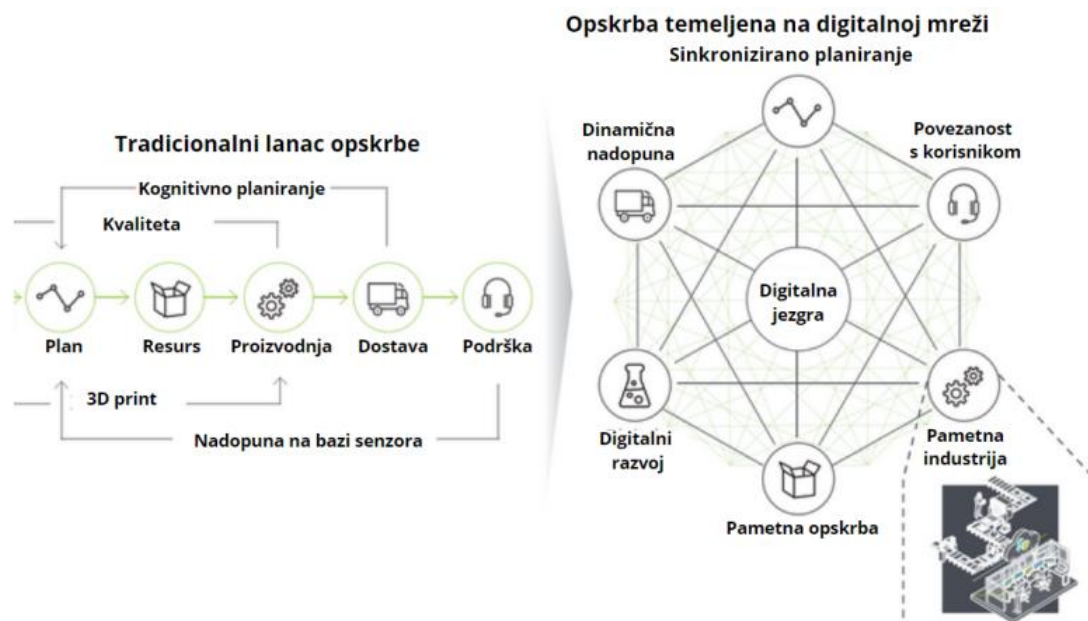 Opskrba temeljena na digitalnoj mreži
Sinkronizirano planiranje
Tradicionalni lanac opskrbe
Kognitivno planiranje
Kvaliteta
Plan
Resurs
Proizvodnja
Dostava
Podrška
3D print
Nadopuna na bazi senzora
Dinamična
nadopuna
Povezanost
s korisnikom
Digitalna
jezgra
Digitalni
razvoj
Pametna
industrija
Pametna opskrba